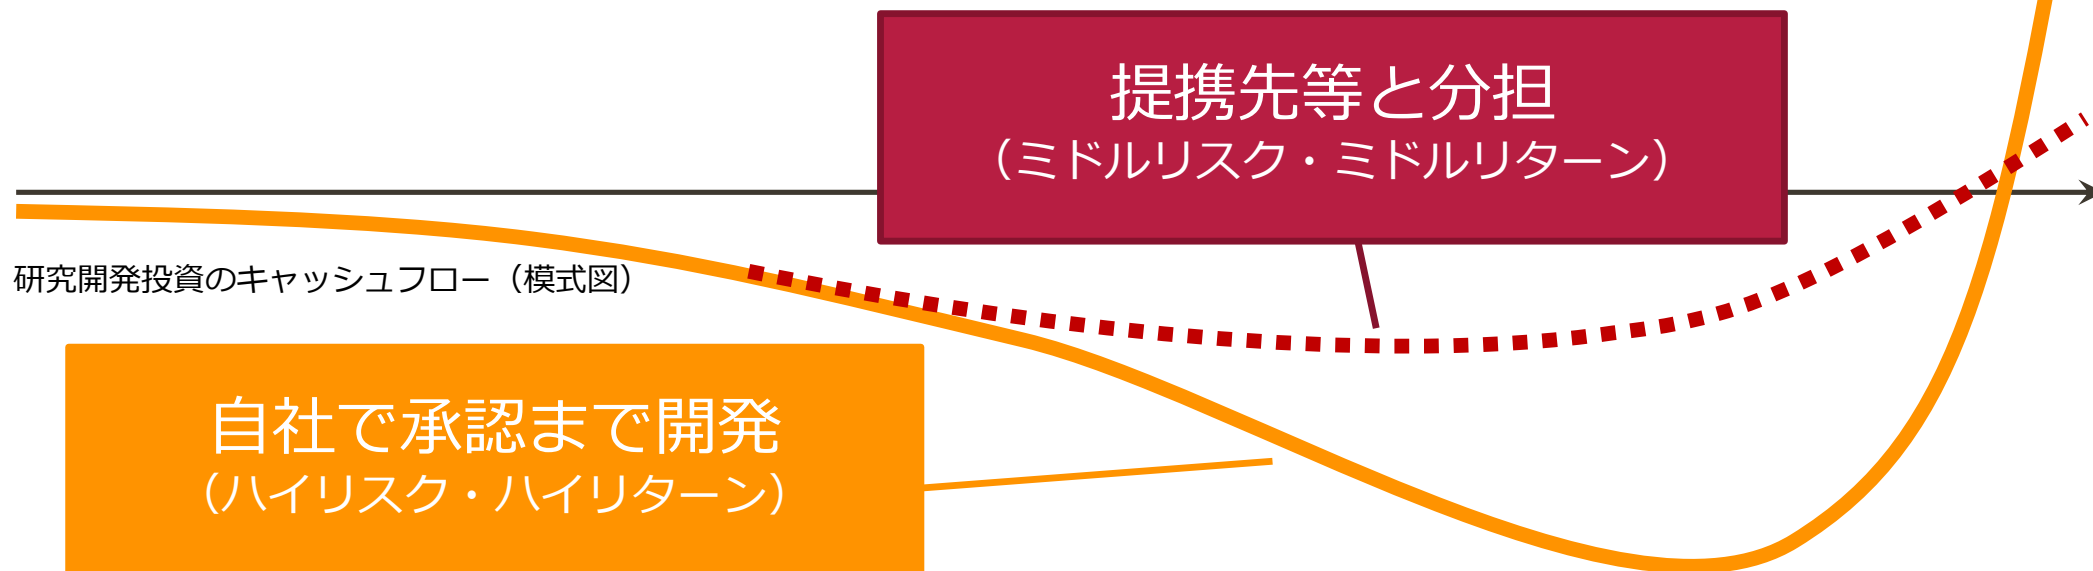 提携先等と分担
（ミドルリスク・ミドルリターン）
研究開発投資のキャッシュフロー（模式図）
自社で承認まで開発
（ハイリスク・ハイリターン）